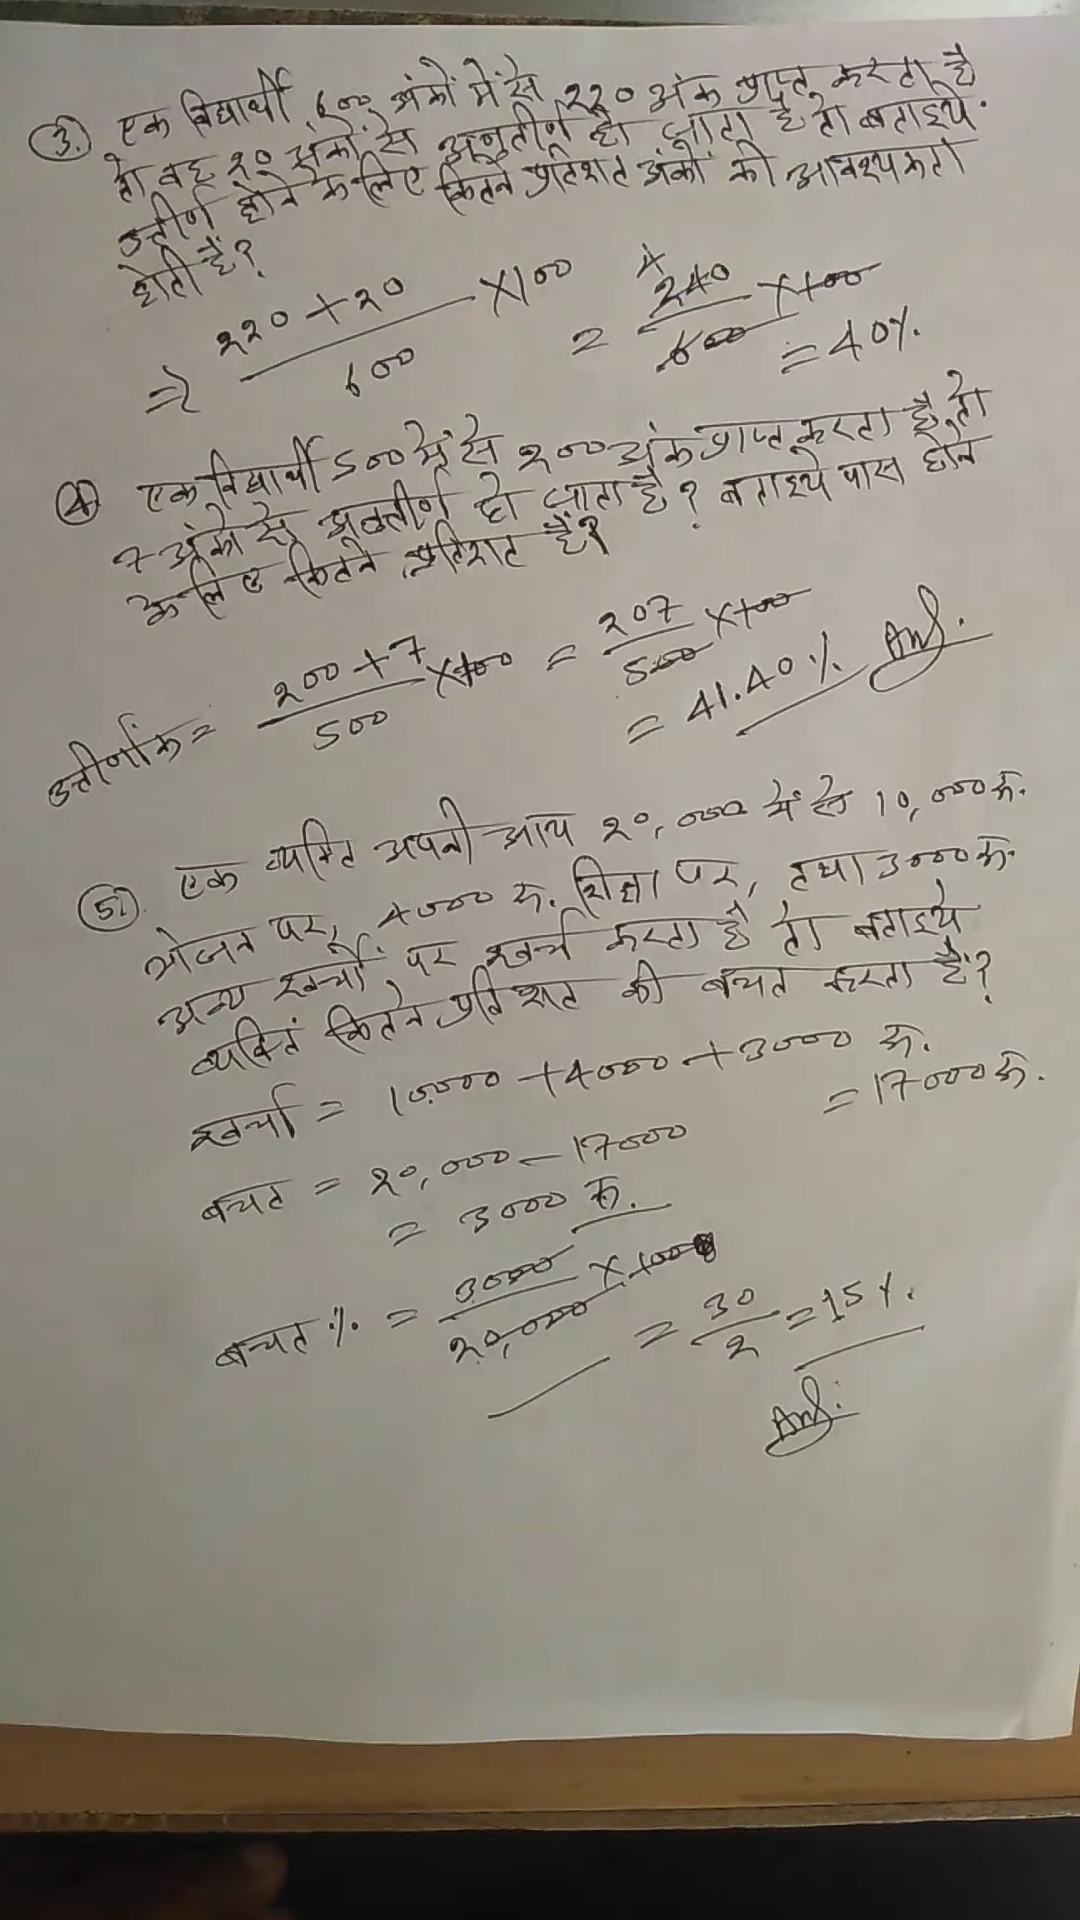 3. एक विद्यार्थी 600 अंकों में से 220 अंक प्राप्त करता है
तो वह 20 अंकों से अनुतीर्ण हो जाता है तो बताइये
उत्तीर्ण होने के लिए कितने प्रतिशत अंकों की आवश्यकता
होती है?
⇒ 220 + 20 / 600 × 100 = 240 / 600 × 100 4
= 40%
4 एक विद्यार्थी 500 में से 200 अंक प्राप्त करता है, तो
7 अंकों से अनुतीर्ण हो जाता है? बताइये पास होने
के लिए कितने प्रतिशत हैं?
उत्तीर्णांक = 200 + 7 / 500 × 100 = 207 / 500 × 100
= 41.40% Ans.
5. एक व्यक्ति अपनी आय 20,000 में से 10,000 रू.
भोजन पर, 4000 रू. शिक्षा पर, तथा 3000 रू.
अन्य खर्चों पर खर्च करता है तो बताइये
व्यक्ति कितने प्रतिशत की बचत करता है?
खर्चा = 10,000 + 4000 + 3000 रू.
= 17000 रू.
बचत = 20,000 – 17000
= 3000 रू.
बचत % = 3000 / 20,000 × 100
= 30 / 2 = 15%
Ans.